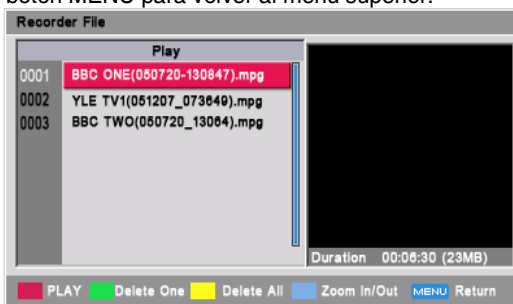 botón MENÚ para volver al menú superior.
Recorder File
Play
0001 BBC ONE(050720-130847).mpg
0002 YLE TV1(051207_073649).mpg
0003 BBC TWO(050720_13064).mpg
Duration 00:06:30 (23MB)
PLAY Delete One Delete All Zoom In/Out MENU Return